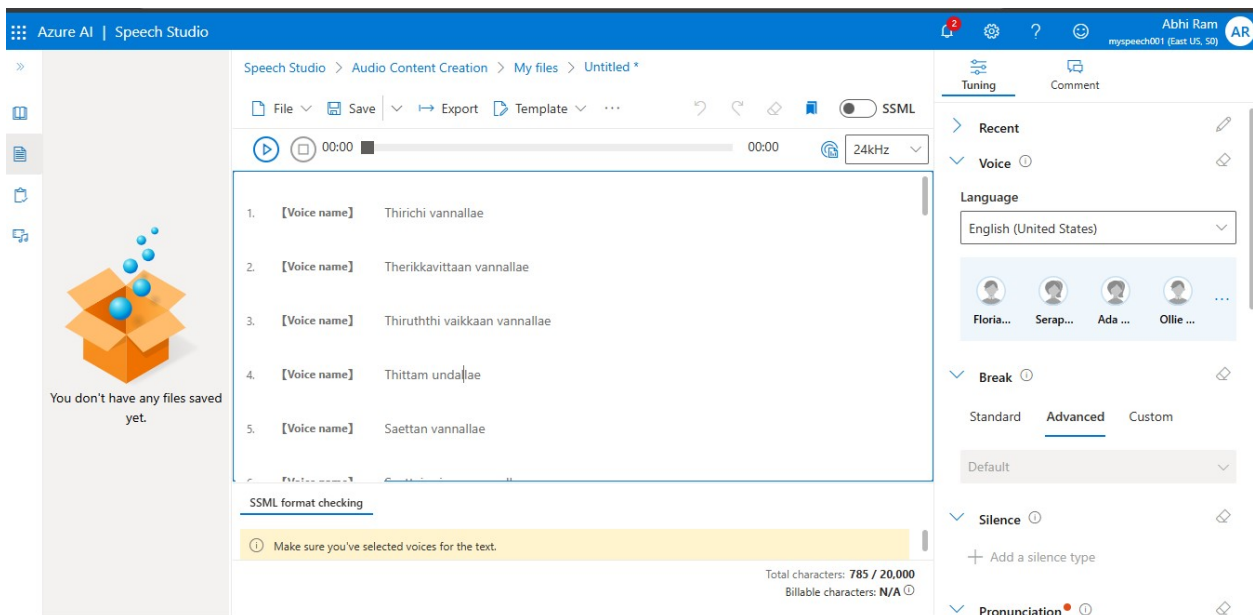 Azure AI | Speech Studio
2
Abhi Ram
myspeech001 (East US, S0)
AR
Speech Studio > Audio Content Creation > My files > Untitled *
File Save Export Template ... SSML
00:00 00:00 24kHz
1. 【Voice name】 Thirichi vannallae
2. 【Voice name】 Therikkavittaan vannallae
3. 【Voice name】 Thiruththi vaikkaan vannallae
4. 【Voice name】 Thittam undallae
5. 【Voice name】 Saettan vannallae
You don't have any files saved
yet.
SSML format checking
Make sure you've selected voices for the text.
Total characters: 785 / 20,000
Billable characters: N/A
Tuning Comment
Recent
Voice
Language
English (United States)
Floria... Serap... Ada ... Ollie ...
Break
Standard Advanced Custom
Default
Silence
Add a silence type
Pronunciation